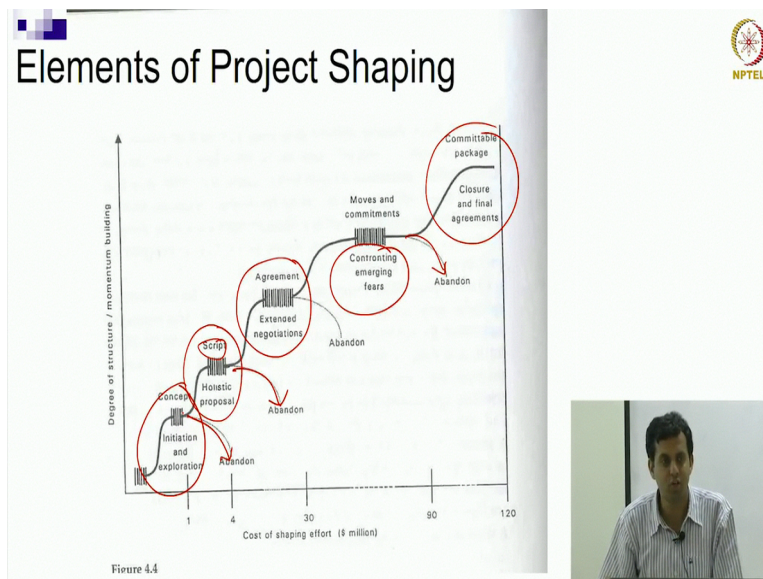 Elements of Project Shaping
NPTEL
Committable
package
Closure
and final
agreements
Moves and
commitments
Confronting
emerging
fears
Abandon
Agreement
Extended
negotiations
Abandon
Script
Holistic
proposal
Abandon
Concept
Initiation
and
exploration
Abandon
Degree of structure / momentum building
1 4 30 90 120
Cost of shaping effort ($ million)
Figure 4.4